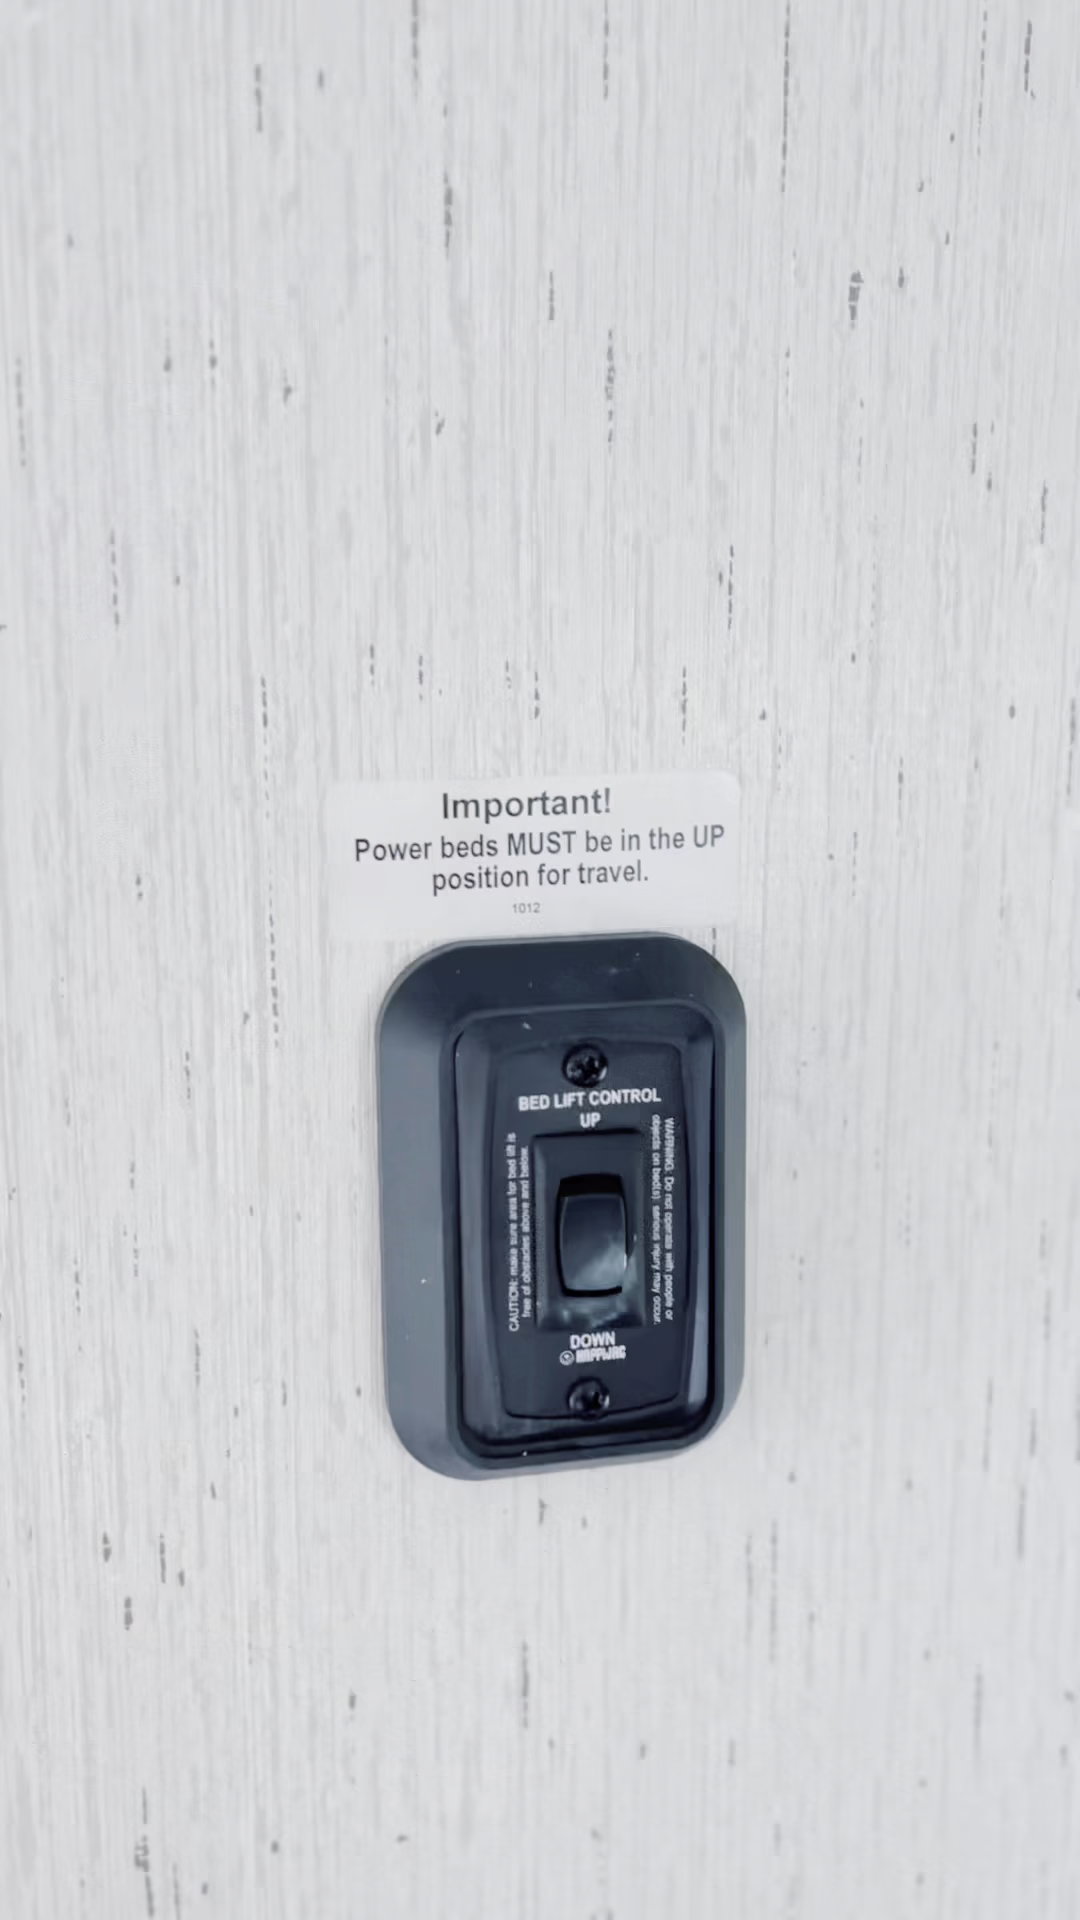 Important!
Power beds MUST be in the UP
position for travel.
1012
BED LIFT CONTROL
UP
CAUTION: make sure area for bed lift is
free of obstacles above and below.
WARNING: Do not operate with people or
objects on bed(s), serious injury may occur.
DOWN
HAPPIJAC